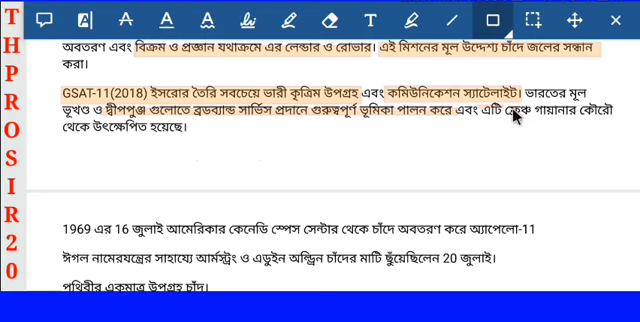 THPROSIR20
অবতরণ এবং বিক্রম ও প্রজ্ঞান যথাক্রমে এর লেন্ডার ও রোভার। এই মিশনের মূল উদ্দেশ্য চাঁদে জলের সন্ধান
করা।
GSAT-11(2018) ইসরোর তৈরি সবচেয়ে ভারী কৃত্রিম উপগ্রহ এবং কমিউনিকেশন স্যাটেলাইট। ভারতের মূল
ভূখণ্ড ও দ্বীপপুঞ্জ গুলোতে ব্রডব্যান্ড সার্ভিস প্রদানে গুরুত্বপূর্ণ ভূমিকা পালন করে এবং এটি ফ্রেঞ্চ গায়ানার কৌরৌ
থেকে উৎক্ষেপিত হয়েছে।
1969 এর 16 জুলাই আমেরিকার কেনেডি স্পেস সেন্টার থেকে চাঁদে অবতরণ করে অ্যাপেলো-11
ঈগল নামেরযন্ত্রের সাহায্যে আর্মস্ট্রং ও এডুইন অল্ড্রিন চাঁদের মাটি ছুঁয়েছিলেন 20 জুলাই।
পৃথিবীর একমাত্র উপগ্রহ চাঁদ।